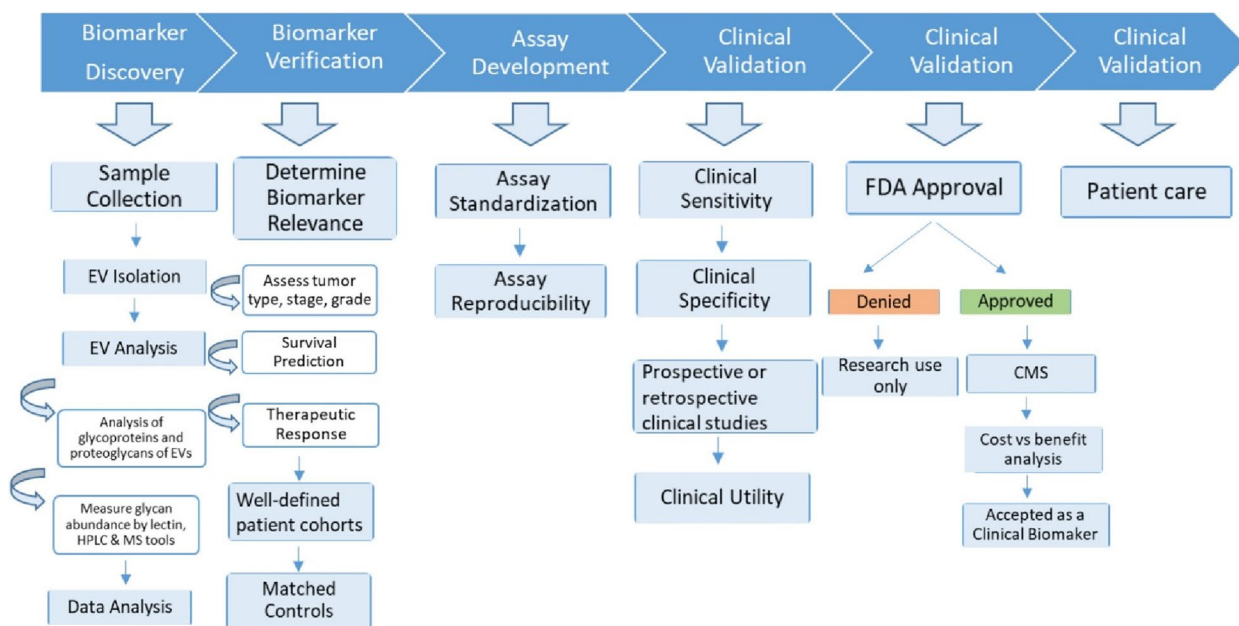 Biomarker
Discovery
Biomarker
Verification
Assay
Development
Clinical
Validation
Clinical
Validation
Clinical
Validation
Sample
Collection
EV Isolation
EV Analysis
Analysis of
glycoproteins and
proteoglycans of EVs
Measure glycan
abundance by lectin,
HPLC & MS tools
Data Analysis
Determine
Biomarker
Relevance
Assess tumor
type, stage, grade
Survival
Prediction
Therapeutic
Response
Well-defined
patient cohorts
Matched
Controls
Assay
Standardization
Assay
Reproducibility
Clinical
Sensitivity
Clinical
Specificity
Prospective or
retrospective
clinical studies
Clinical Utility
FDA Approval
Denied
Research use
only
Approved
CMS
Cost vs benefit
analysis
Accepted as a
Clinical Biomaker
Patient care